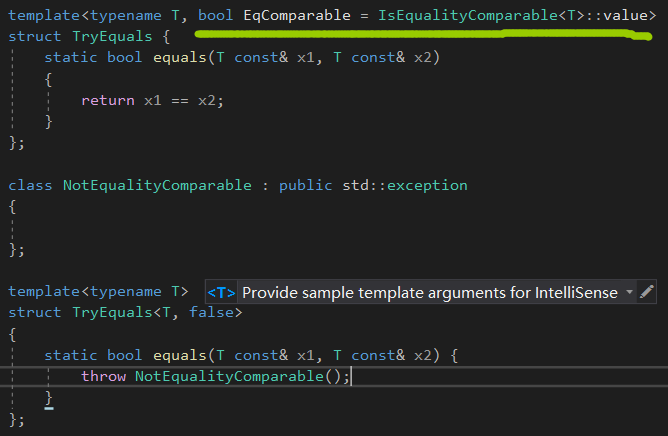 template<typename T, bool EqComparable = IsEqualityComparable<T>::value>
struct TryEquals {
    static bool equals(T const& x1, T const& x2)
    {
        return x1 == x2;
    }
};
class NotEqualityComparable : public std::exception
{
};
template<typename T> <T> Provide sample template arguments for IntelliSense
struct TryEquals<T, false>
{
    static bool equals(T const& x1, T const& x2) {
        throw NotEqualityComparable();
    }
};